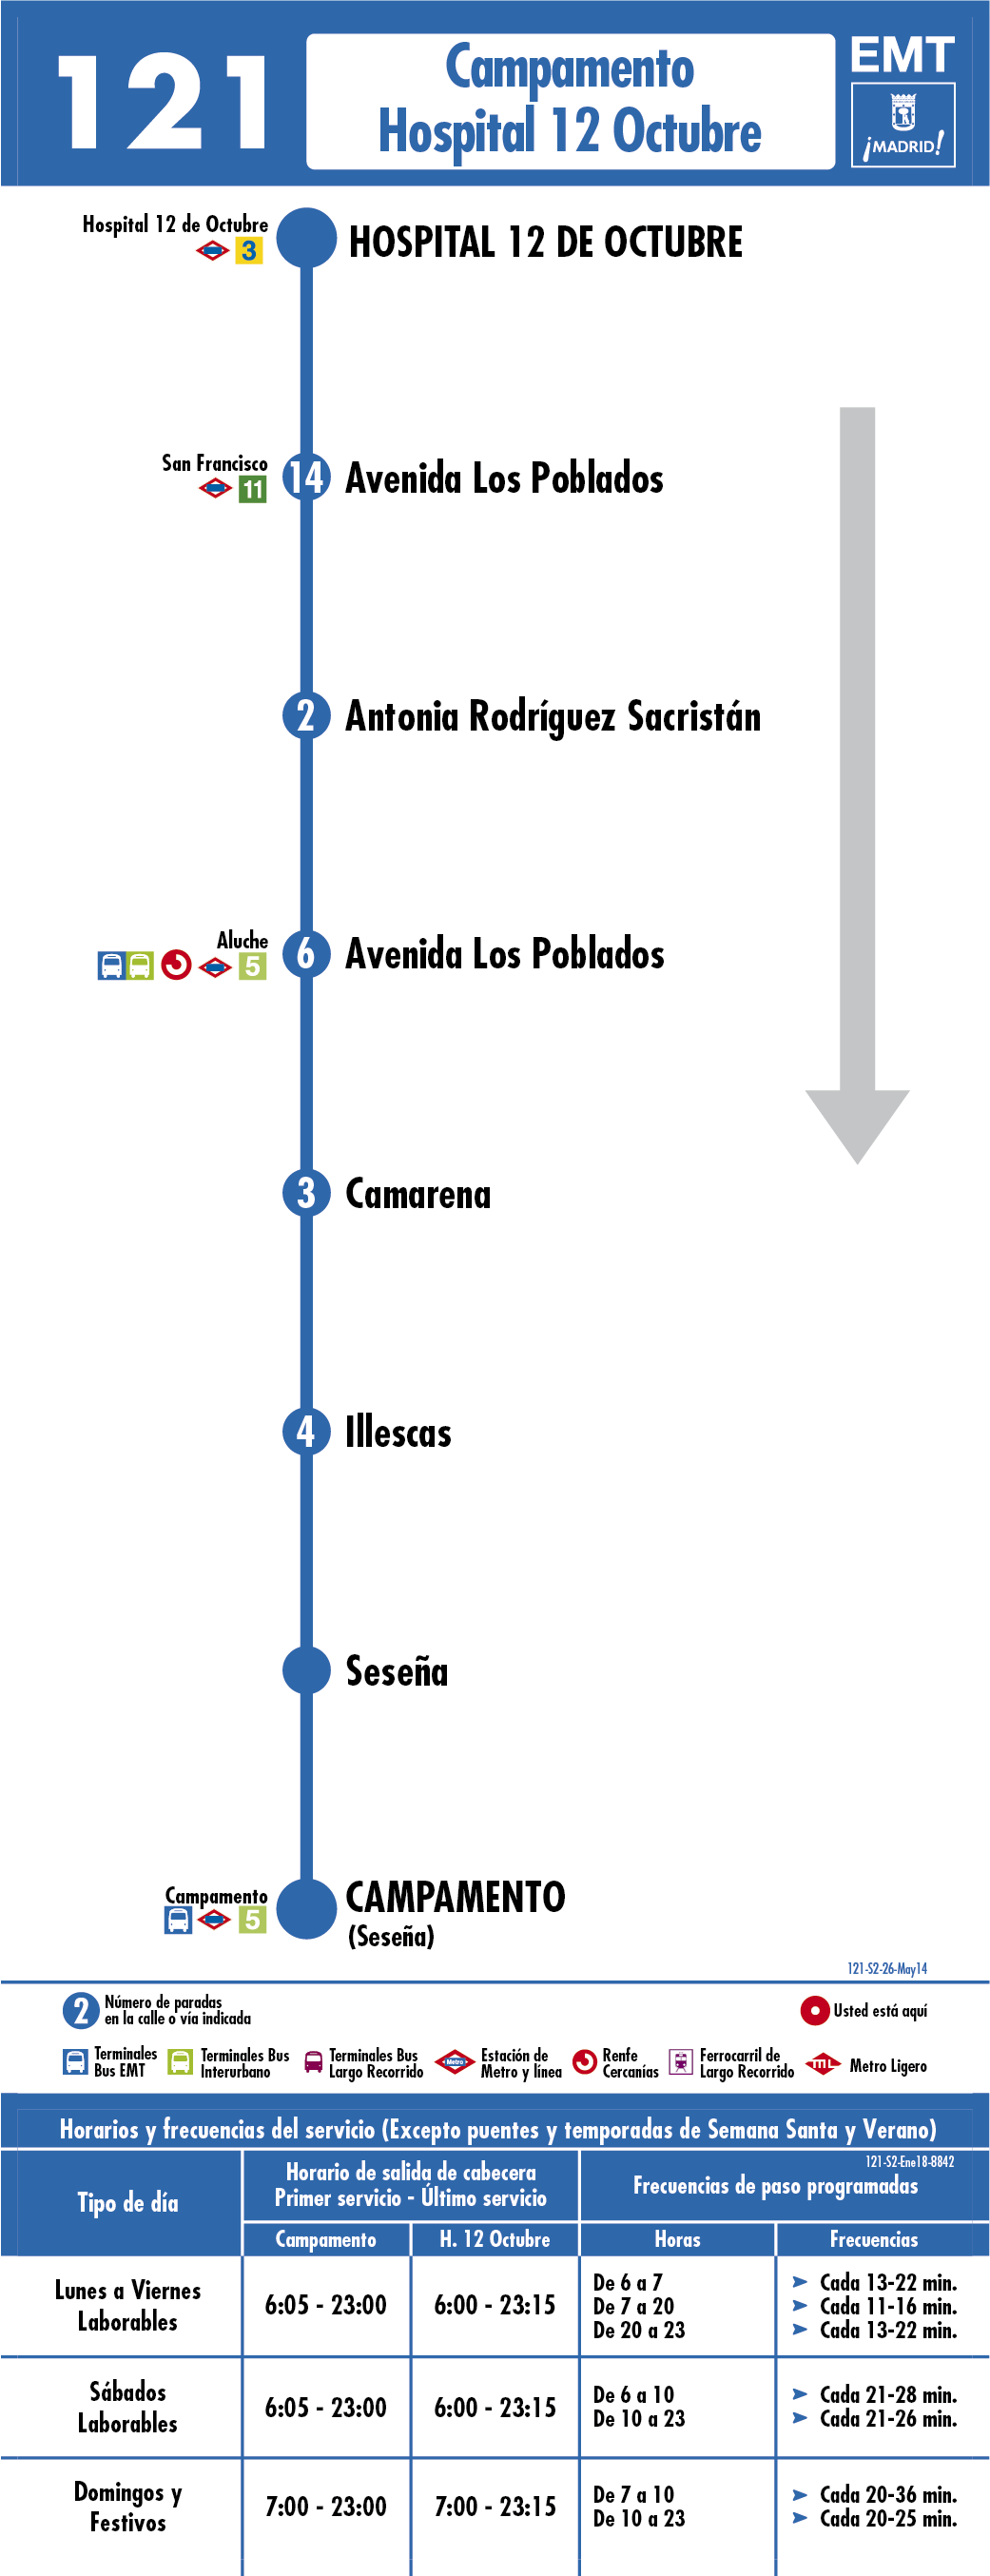 121
Campamento
Hospital 12 Octubre
EMT
¡MADRID!
Hospital 12 de Octubre
3
HOSPITAL 12 DE OCTUBRE
San Francisco
11
14
Avenida Los Poblados
2
Antonia Rodríguez Sacristán
Aluche
5
6
Avenida Los Poblados
3
Camarena
4
Illescas
Seseña
Campamento
5
CAMPAMENTO
(Seseña)
121-S2-26-May14
2
Número de paradas
en la calle o vía indicada
Usted está aquí
Terminales
Bus EMT
Terminales Bus
Interurbano
Terminales Bus
Largo Recorrido
Metro
Estación de
Metro y línea
Renfe
Cercanías
Ferrocarril de
Largo Recorrido
ML
Metro Ligero
Horarios y frecuencias del servicio (Excepto puentes y temporadas de Semana Santa y Verano)
121-S2-Ene18-8842
Tipo de día
Horario de salida de cabecera
Primer servicio - Último servicio
Frecuencias de paso programadas
Campamento
H. 12 Octubre
Horas
Frecuencias
Lunes a Viernes
Laborables
6:05 - 23:00
6:00 - 23:15
De 6 a 7
Cada 13-22 min.
De 7 a 20
Cada 11-16 min.
De 20 a 23
Cada 13-22 min.
Sábados
Laborables
6:05 - 23:00
6:00 - 23:15
De 6 a 10
Cada 21-28 min.
De 10 a 23
Cada 21-26 min.
Domingos y
Festivos
7:00 - 23:00
7:00 - 23:15
De 7 a 10
Cada 20-36 min.
De 10 a 23
Cada 20-25 min.